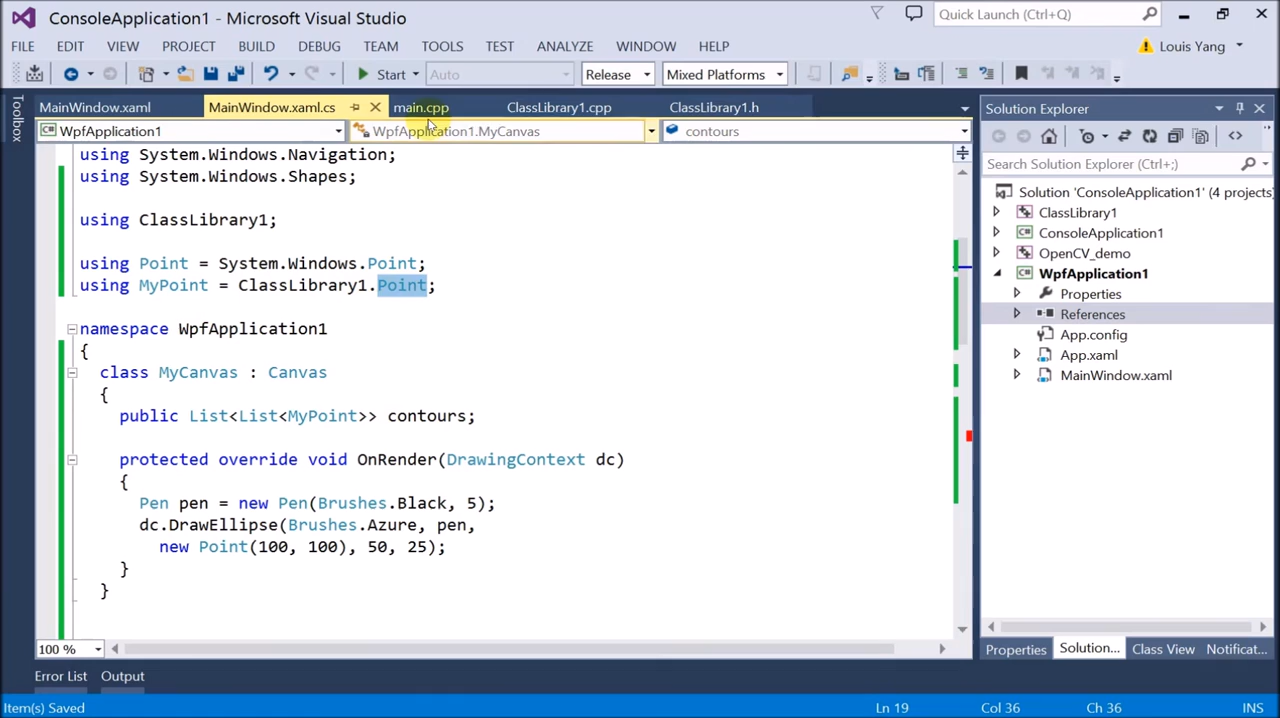 ConsoleApplication1 - Microsoft Visual Studio
Quick Launch (Ctrl+;)
FILE EDIT VIEW PROJECT BUILD DEBUG TEAM TOOLS TEST ANALYZE WINDOW HELP
Louis Yang
Start Auto Release Mixed Platforms
Toolbox
MainWindow.xaml MainWindow.xaml.cs main.cpp ClassLibrary1.cpp ClassLibrary1.h
WpfApplication1 WpfApplication1.MyCanvas contours
using System.Windows.Navigation;
using System.Windows.Shapes;
using ClassLibrary1;
using Point = System.Windows.Point;
using MyPoint = ClassLibrary1.Point;
namespace WpfApplication1
{
class MyCanvas : Canvas
{
public List<List<MyPoint>> contours;
protected override void OnRender(DrawingContext dc)
{
Pen pen = new Pen(Brushes.Black, 5);
dc.DrawEllipse(Brushes.Azure, pen,
new Point(100, 100), 50, 25);
}
}
100 %
Solution Explorer
Search Solution Explorer (Ctrl+;)
Solution 'ConsoleApplication1' (4 projects)
ClassLibrary1
ConsoleApplication1
OpenCV_demo
WpfApplication1
Properties
References
App.config
App.xaml
MainWindow.xaml
Properties Solution... Class View Notificat...
Error List Output
Item(s) Saved Ln 19 Col 36 Ch 36 INS